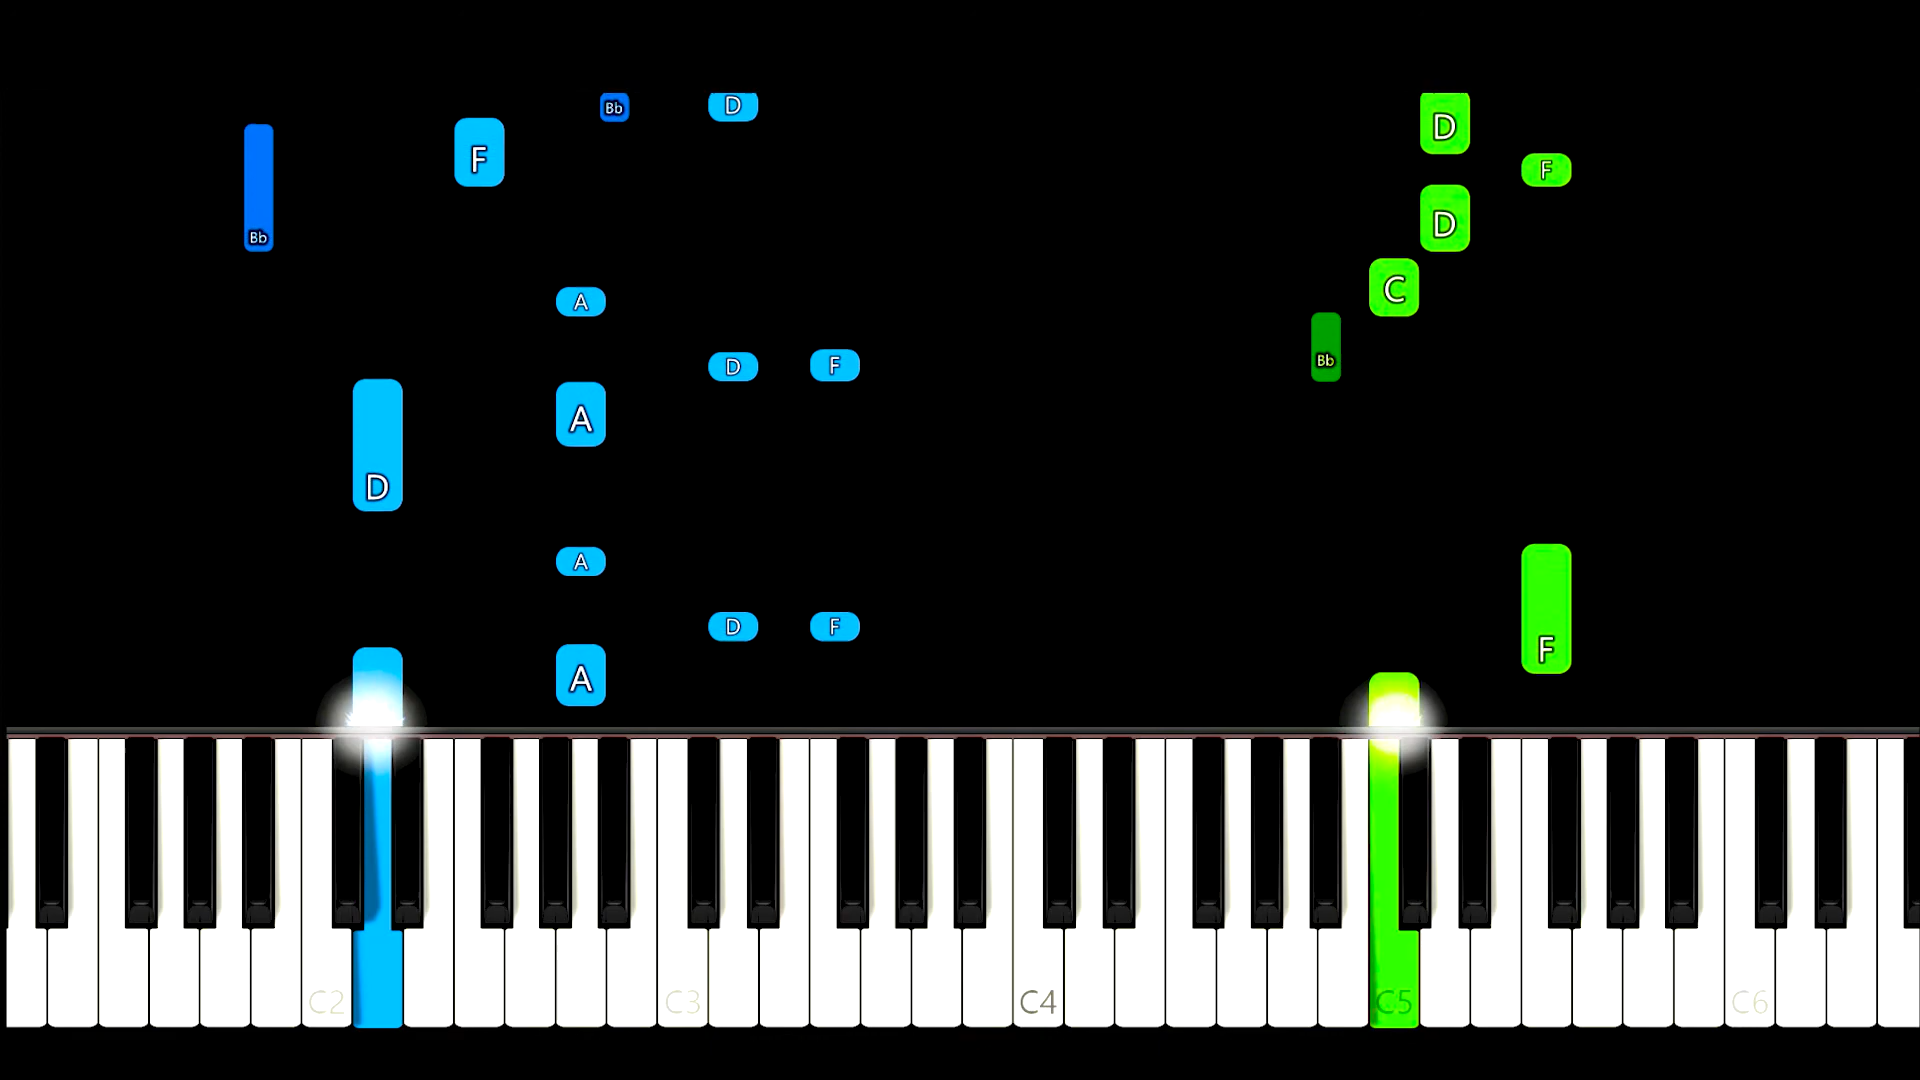 Bb D D
F F
Bb D
A C
D F Bb
A
D
A
D F F
A
C2 C3 C4 C5 C6